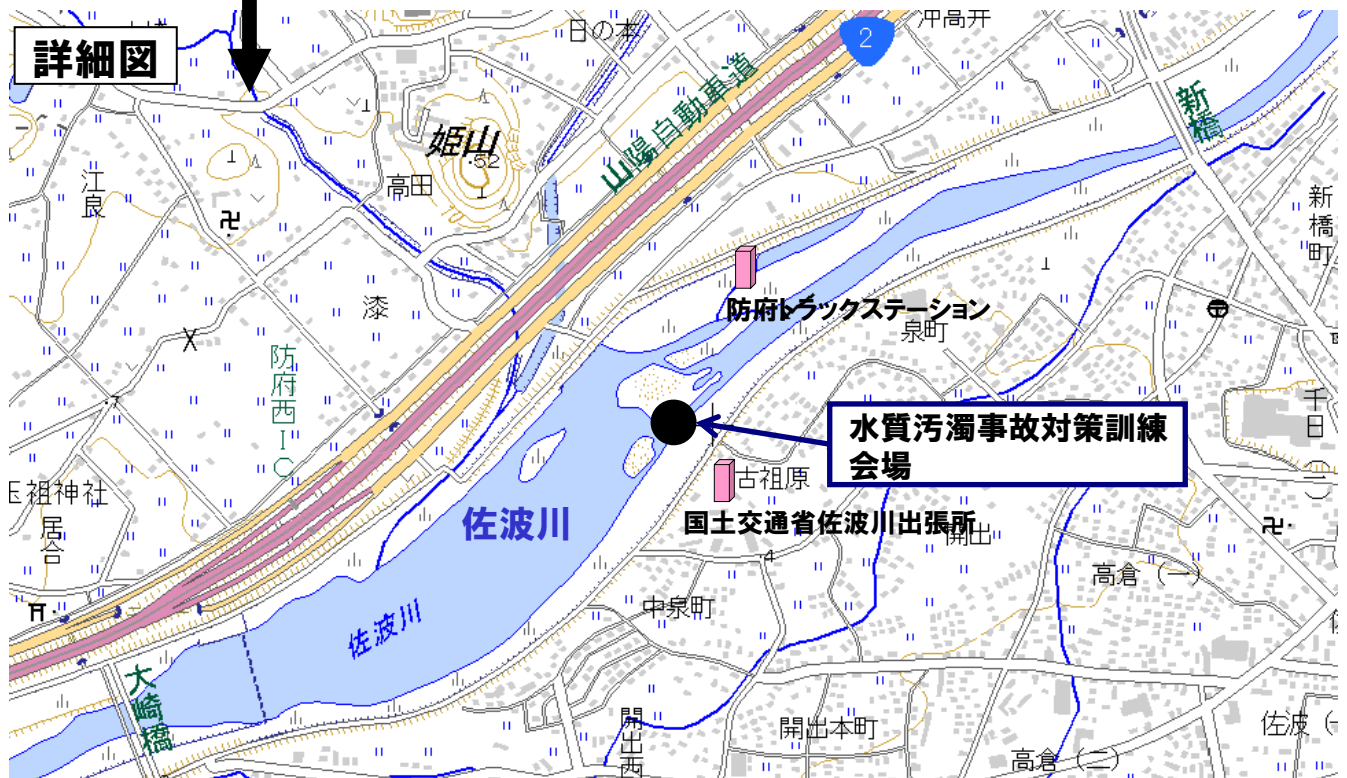 詳細図
日の本
沖高井
2
姫山
52
高田
江良
山陽自動車道
新橋
新橋町
漆
防府西IC
防府トラックステーション
泉町
千日(一)
水質汚濁事故対策訓練
会場
玉祖神社
居合
佐波川
古祖原
国土交通省佐波川出張所
開出
4
高倉(一)
中泉町
佐波川
大崎橋
開出西
開出本町
高倉(二)
佐波(